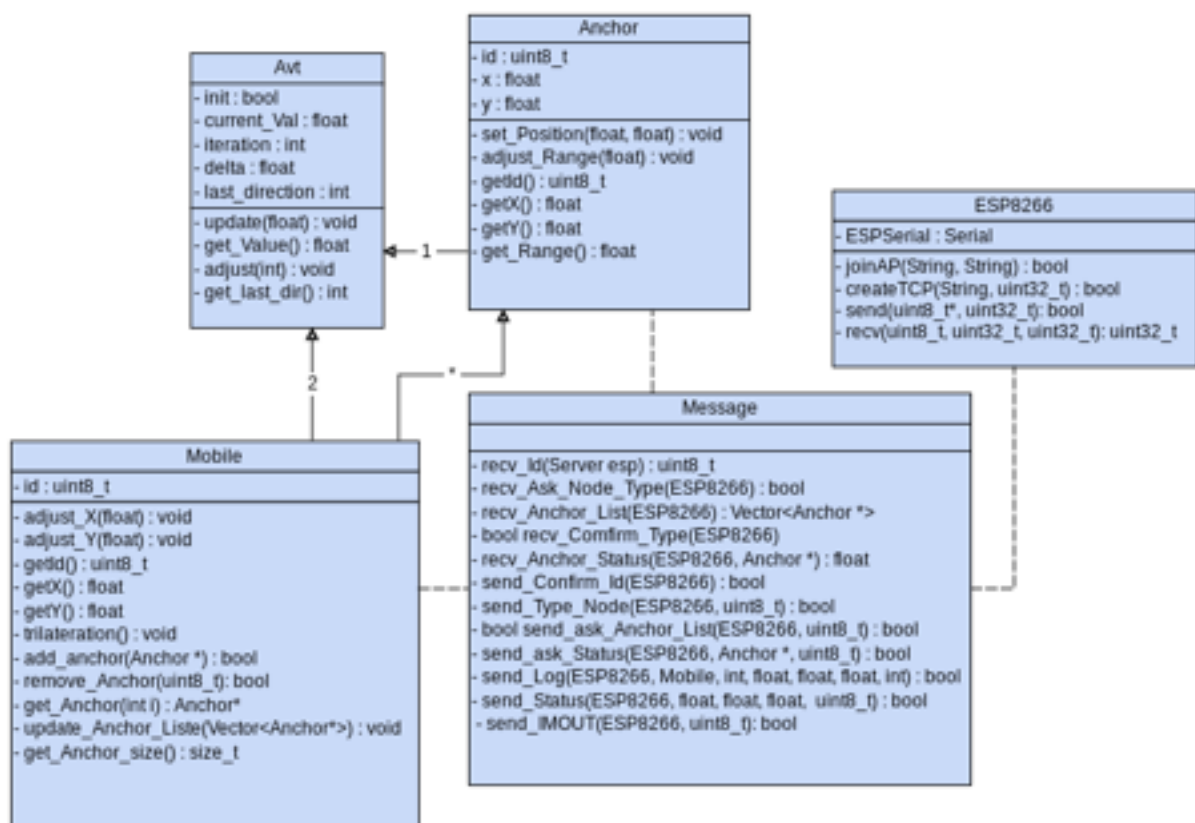 Avt
- init : bool
- current_Val : float
- iteration : int
- delta : float
- last_direction : int
- update(float) : void
- get_Value() : float
- adjust(int) : void
- get_last_dir() : int
Anchor
- id : uint8_t
- x : float
- y : float
- set_Position(float, float) : void
- adjust_Range(float) : void
- getId() : uint8_t
- getX() : float
- getY() : float
- get_Range() : float
1
ESP8266
- ESPSerial : Serial
- joinAP(String, String) : bool
- createTCP(String, uint32_t) : bool
- send(uint8_t*, uint32_t): bool
- recv(uint8_t, uint32_t, uint32_t): uint32_t
2
*
Mobile
- id : uint8_t
- adjust_X(float) : void
- adjust_Y(float) : void
- getId() : uint8_t
- getX() : float
- getY() : float
- trilateration() : void
- add_anchor(Anchor *) : bool
- remove_Anchor(uint8_t): bool
- get_Anchor(int i) : Anchor*
- update_Anchor_Liste(Vector<Anchor*>) : void
- get_Anchor_size() : size_t
Message
- recv_Id(Server esp) : uint8_t
- recv_Ask_Node_Type(ESP8266) : bool
- recv_Anchor_List(ESP8266) : Vector<Anchor *>
- bool recv_Comfirm_Type(ESP8266)
- recv_Anchor_Status(ESP8266, Anchor *) : float
- send_Confirm_Id(ESP8266) : bool
- send_Type_Node(ESP8266, uint8_t) : bool
- bool send_ask_Anchor_List(ESP8266, uint8_t) : bool
- send_ask_Status(ESP8266, Anchor *, uint8_t) : bool
- send_Log(ESP8266, Mobile, int, float, float, float, int) : bool
- send_Status(ESP8266, float, float, float, uint8_t) : bool
- send_IMOUT(ESP8266, uint8_t): bool